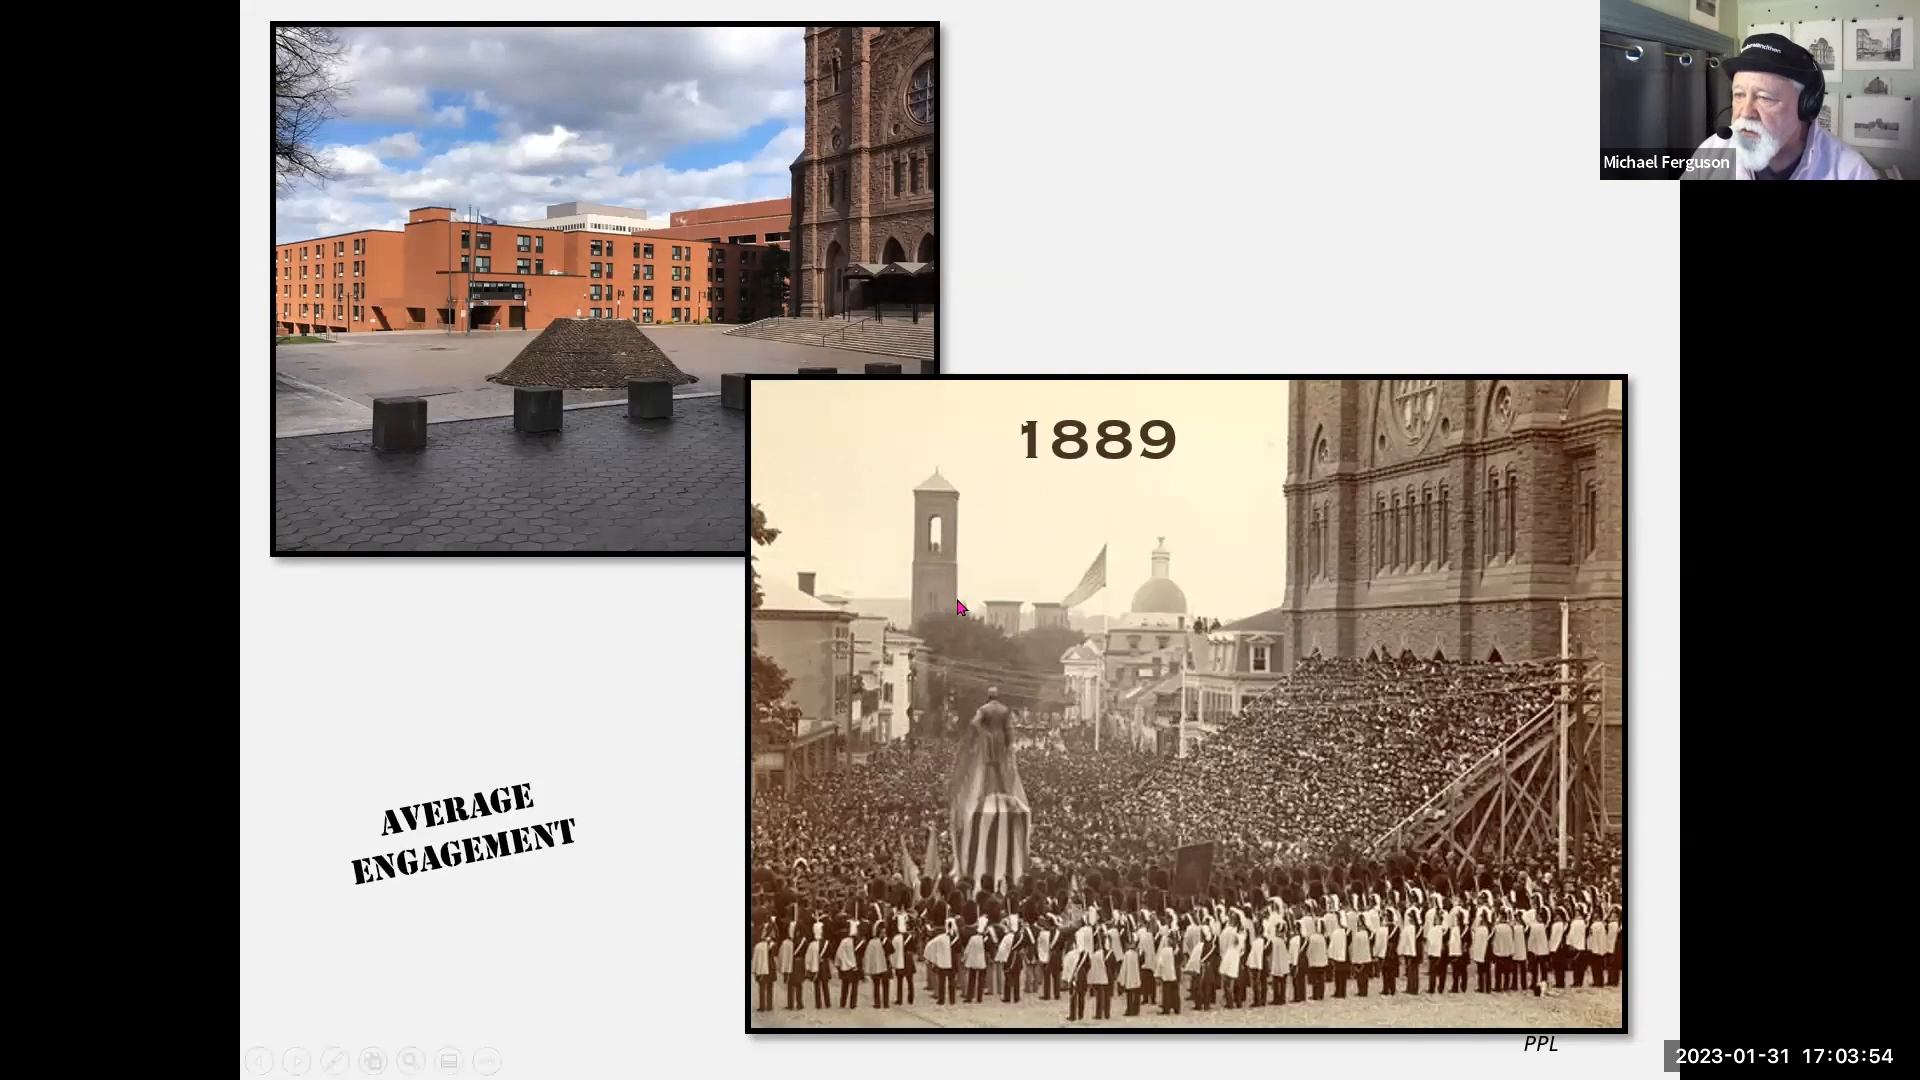 Michael Ferguson
1889
AVERAGE
ENGAGEMENT
PPL
2023-01-31 17:03:54